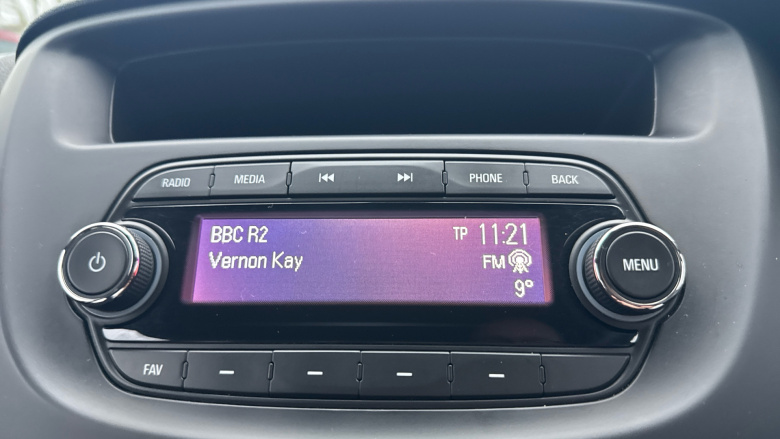 RADIO MEDIA PHONE BACK
BBC R2 TP 11:21
Vernon Kay FM
9°
MENU
FAV